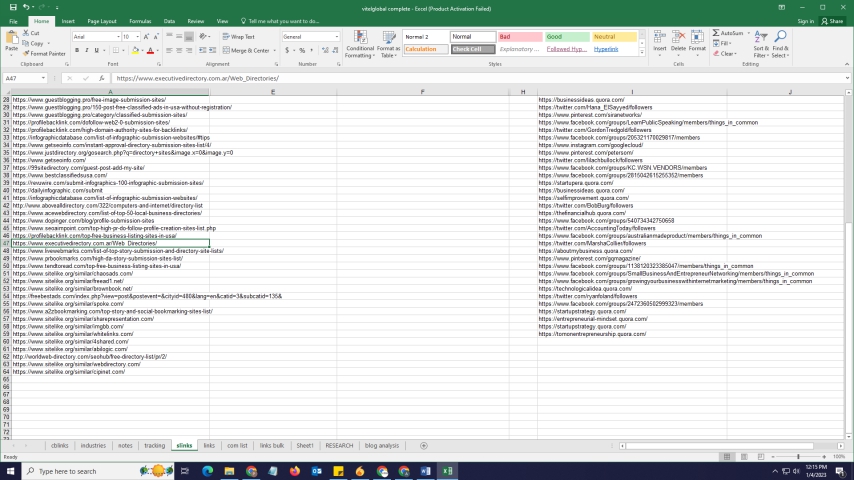 vitelglobal complete - Excel (Product Activation Failed)
Sign in Share
File Home Insert Page Layout Formulas Data Review View Tell me what you want to do...
Cut
Copy
Format Painter
Paste
Clipboard
Arial 10
Font
Wrap Text
Merge & Center
Alignment
General
Number
Conditional Formatting
Format as Table
Normal 2 Normal Bad Good Neutral
Calculation Check Cell Explanatory ... Followed Hyp... Hyperlink
Styles
Insert Delete Format
Cells
AutoSum
Fill
Clear
Sort & Filter
Find & Select
Editing
A47 https://www.executivedirectory.com.ar/Web_Directories/
A E F H I J
28 https://www.guestblogging.pro/free-image-submission-sites/ https://businessideas.quora.com/
29 https://www.guestblogging.pro/150-post-free-classified-ads-in-usa-without-registration/ https://twitter.com/Hana_ElSayyed/followers
30 https://www.guestblogging.pro/category/classified-submission-sites/ https://www.pinterest.com/siranetworks/
31 https://profilebacklink.com/dofollow-web2-0-submission-sites/ https://www.facebook.com/groups/LearnPublicSpeaking/members/things_in_common
32 https://profilebacklink.com/high-domain-authority-sites-for-backlinks/ https://twitter.com/GordonTredgold/followers
33 https://infographicdatabase.com/list-of-infographic-submission-websites/#tips https://www.facebook.com/groups/205321170029817/members
34 https://www.getseoinfo.com/instant-approval-directory-submission-sites-list/4/ https://www.instagram.com/googlecloud/
35 https://www.justdirectory.org/gosearch.php?q=directory+sites&image.x=0&image.y=0 https://www.pinterest.com/petersom/
36 https://www.getseoinfo.com/ https://twitter.com/lilachbullock/followers
37 https://99sitedirectory.com/guest-post-add-my-site/ https://www.facebook.com/groups/KC.WSN.VENDORS/members
38 https://www.bestclassifiedsusa.com/ https://www.facebook.com/groups/2815042615255352/members
39 https://reuwire.com/submit-infographics-100-infographic-submission-sites/ https://startupera.quora.com/
40 https://dailyinfographic.com/submit https://businessideas.quora.com/
41 https://infographicdatabase.com/list-of-infographic-submission-websites/ https://selfimprovement.quora.com/
42 http://www.abovealldirectory.com/322/computers-and-internet/directory-list https://twitter.com/BobBurg/followers
43 https://www.acewebdirectory.com/list-of-top-50-local-business-directories/ https://thefinancialhub.quora.com/
44 https://www.dopinger.com/blog/profile-submission-sites https://www.facebook.com/groups/540734342750658
45 https://www.seoaimpoint.com/top-high-pr-do-follow-profile-creation-sites-list.php https://twitter.com/AccountingToday/followers
46 https://profilebacklink.com/top-free-business-listing-sites-in-usa/ https://www.facebook.com/groups/australianmadeproduct/members/things_in_common
47 https://www.executivedirectory.com.ar/Web_Directories/ https://twitter.com/MarshaCollier/followers
48 https://www.livewebmarks.com/list-of-top-story-submission-and-directory-site-lists/ https://aboutmybusiness.quora.com/
49 https://www.prbookmarks.com/high-da-story-submission-sites-list/ https://www.pinterest.com/pqmagazine/
50 https://www.tendtoread.com/top-free-business-listing-sites-in-usa/ https://www.facebook.com/groups/1138120323385047/members/things_in_common
51 https://www.sitelike.org/similar/chaosads.com/ https://www.facebook.com/groups/SmallBusinessAndEntrepreneurNetworking/members/things_in_common
52 https://www.sitelike.org/similar/fread1.net/ https://www.facebook.com/groups/growingyourbusinesswithinternetmarketing/members/things_in_common
53 https://www.sitelike.org/similar/brownbook.net/ https://technologicalidea.quora.com/
54 https://freebestads.com/index.php?view=post&postevent=&cityid=480&lang=en&catid=3&subcatid=135& https://twitter.com/ryanfoland/followers
55 https://www.sitelike.org/similar/spoke.com/ https://www.facebook.com/groups/2472360502999323/members
56 https://www.a2zbookmarking.com/top-story-and-social-bookmarking-sites-list/ https://startupstrategy.quora.com/
57 https://www.sitelike.org/similar/sharepresentation.com/ https://entrepreneurial-mindset.quora.com/
58 https://www.sitelike.org/similar/imgbb.com/ https://startupstrategy.quora.com/
59 https://www.sitelike.org/similar/whitelinks.com/ https://tomonentrepreneurship.quora.com/
60 https://www.sitelike.org/similar/4shared.com/
61 https://www.sitelike.org/similar/abilogic.com/
62 http://worldweb-directory.com/seohub/free-directory-list/pr/2/
63 https://www.sitelike.org/similar/webdirectory.com/
64 https://www.sitelike.org/similar/cipinet.com/
65
66
67
68
69
70
71
72
cblinks industries notes tracking slinks links com list links bulk Sheet1 RESEARCH blog analysis
100%
Type here to search
12:15 PM
1/4/2023